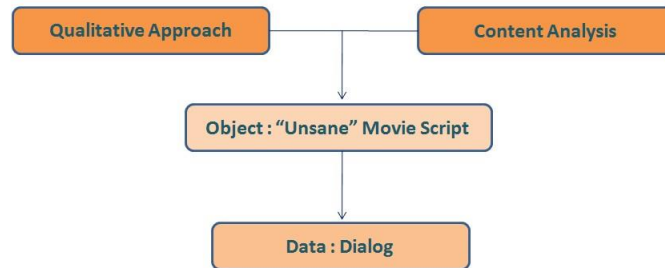 Qualitative Approach
Content Analysis
Object : “Unsane” Movie Script
Data : Dialog